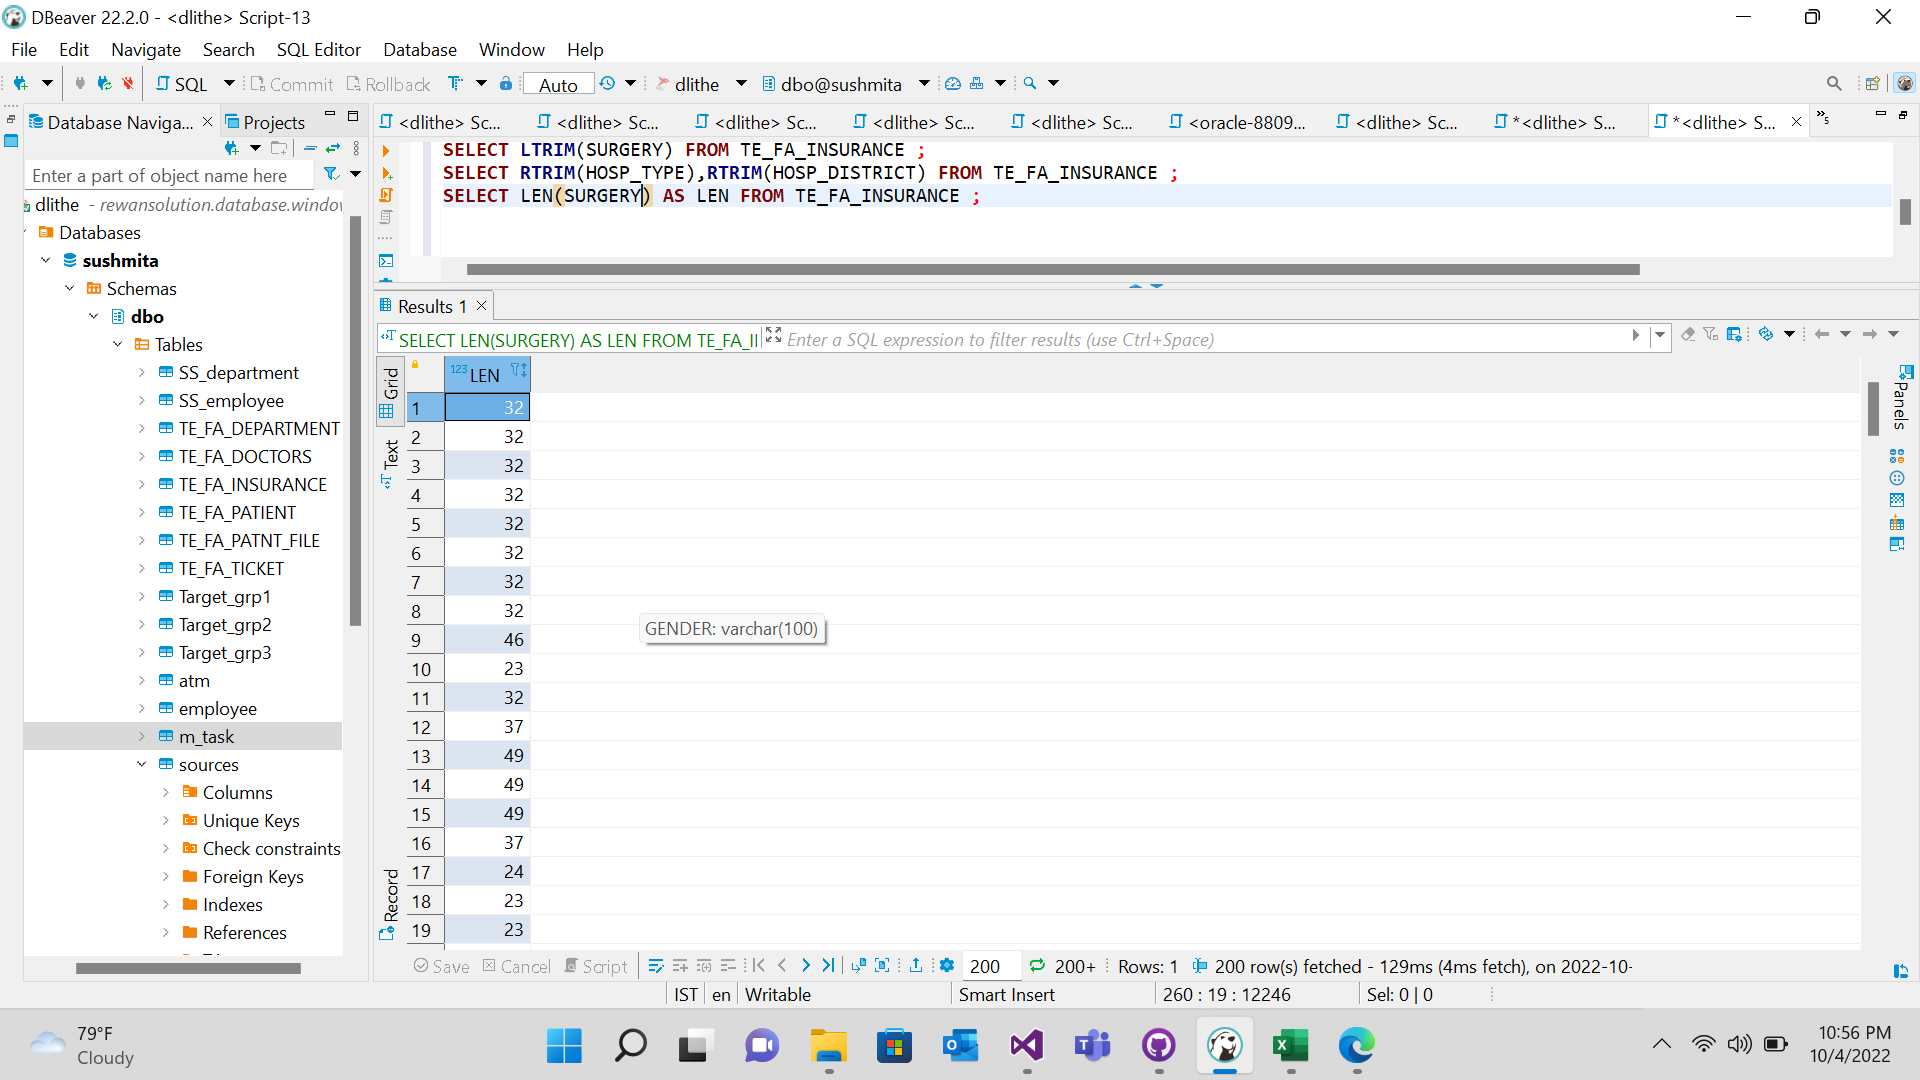 DBeaver 22.2.0 - <dlithe> Script-13
File Edit Navigate Search SQL Editor Database Window Help
SQL Commit Rollback Auto dlithe dbo@sushmita
Database Naviga... Projects
<dlithe> Sc... <dlithe> Sc... <dlithe> Sc... <dlithe> Sc... <dlithe> Sc... <oracle-8809... <dlithe> Sc... *<dlithe> S... *<dlithe> S... »5
Enter a part of object name here
dlithe - rewansolution.database.window
Databases
sushmita
Schemas
dbo
Tables
SS_department
SS_employee
TE_FA_DEPARTMENT
TE_FA_DOCTORS
TE_FA_INSURANCE
TE_FA_PATIENT
TE_FA_PATNT_FILE
TE_FA_TICKET
Target_grp1
Target_grp2
Target_grp3
atm
employee
m_task
sources
Columns
Unique Keys
Check constraints
Foreign Keys
Indexes
References
SELECT LTRIM(SURGERY) FROM TE_FA_INSURANCE ;
SELECT RTRIM(HOSP_TYPE),RTRIM(HOSP_DISTRICT) FROM TE_FA_INSURANCE ;
SELECT LEN(SURGERY) AS LEN FROM TE_FA_INSURANCE ;
Results 1
SELECT LEN(SURGERY) AS LEN FROM TE_FA_II Enter a SQL expression to filter results (use Ctrl+Space)
Grid
Text
Record
Panels
123 LEN
1 32
2 32
3 32
4 32
5 32
6 32
7 32
8 32
9 46
10 23
11 32
12 37
13 49
14 49
15 49
16 37
17 24
18 23
19 23
GENDER: varchar(100)
Save Cancel Script 200 200+ Rows: 1 200 row(s) fetched - 129ms (4ms fetch), on 2022-10-
IST en Writable Smart Insert 260 : 19 : 12246 Sel: 0 | 0
79°F
Cloudy
10:56 PM
10/4/2022